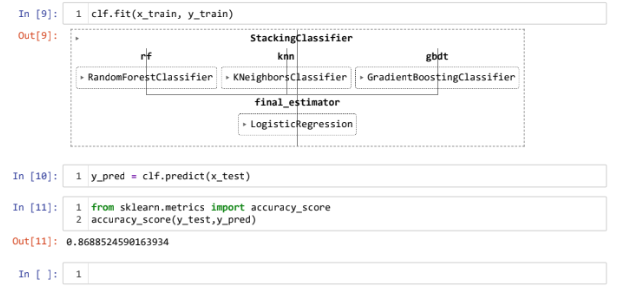 In [9]: 1 clf.fit(x_train, y_train)
Out[9]: ▸ StackingClassifier
rf knn gbdt
▸ RandomForestClassifier ▸ KNeighborsClassifier ▸ GradientBoostingClassifier
final_estimator
▸ LogisticRegression
In [10]: 1 y_pred = clf.predict(x_test)
In [11]: 1 from sklearn.metrics import accuracy_score
2 accuracy_score(y_test,y_pred)
Out[11]: 0.8688524590163934
In [ ]: 1